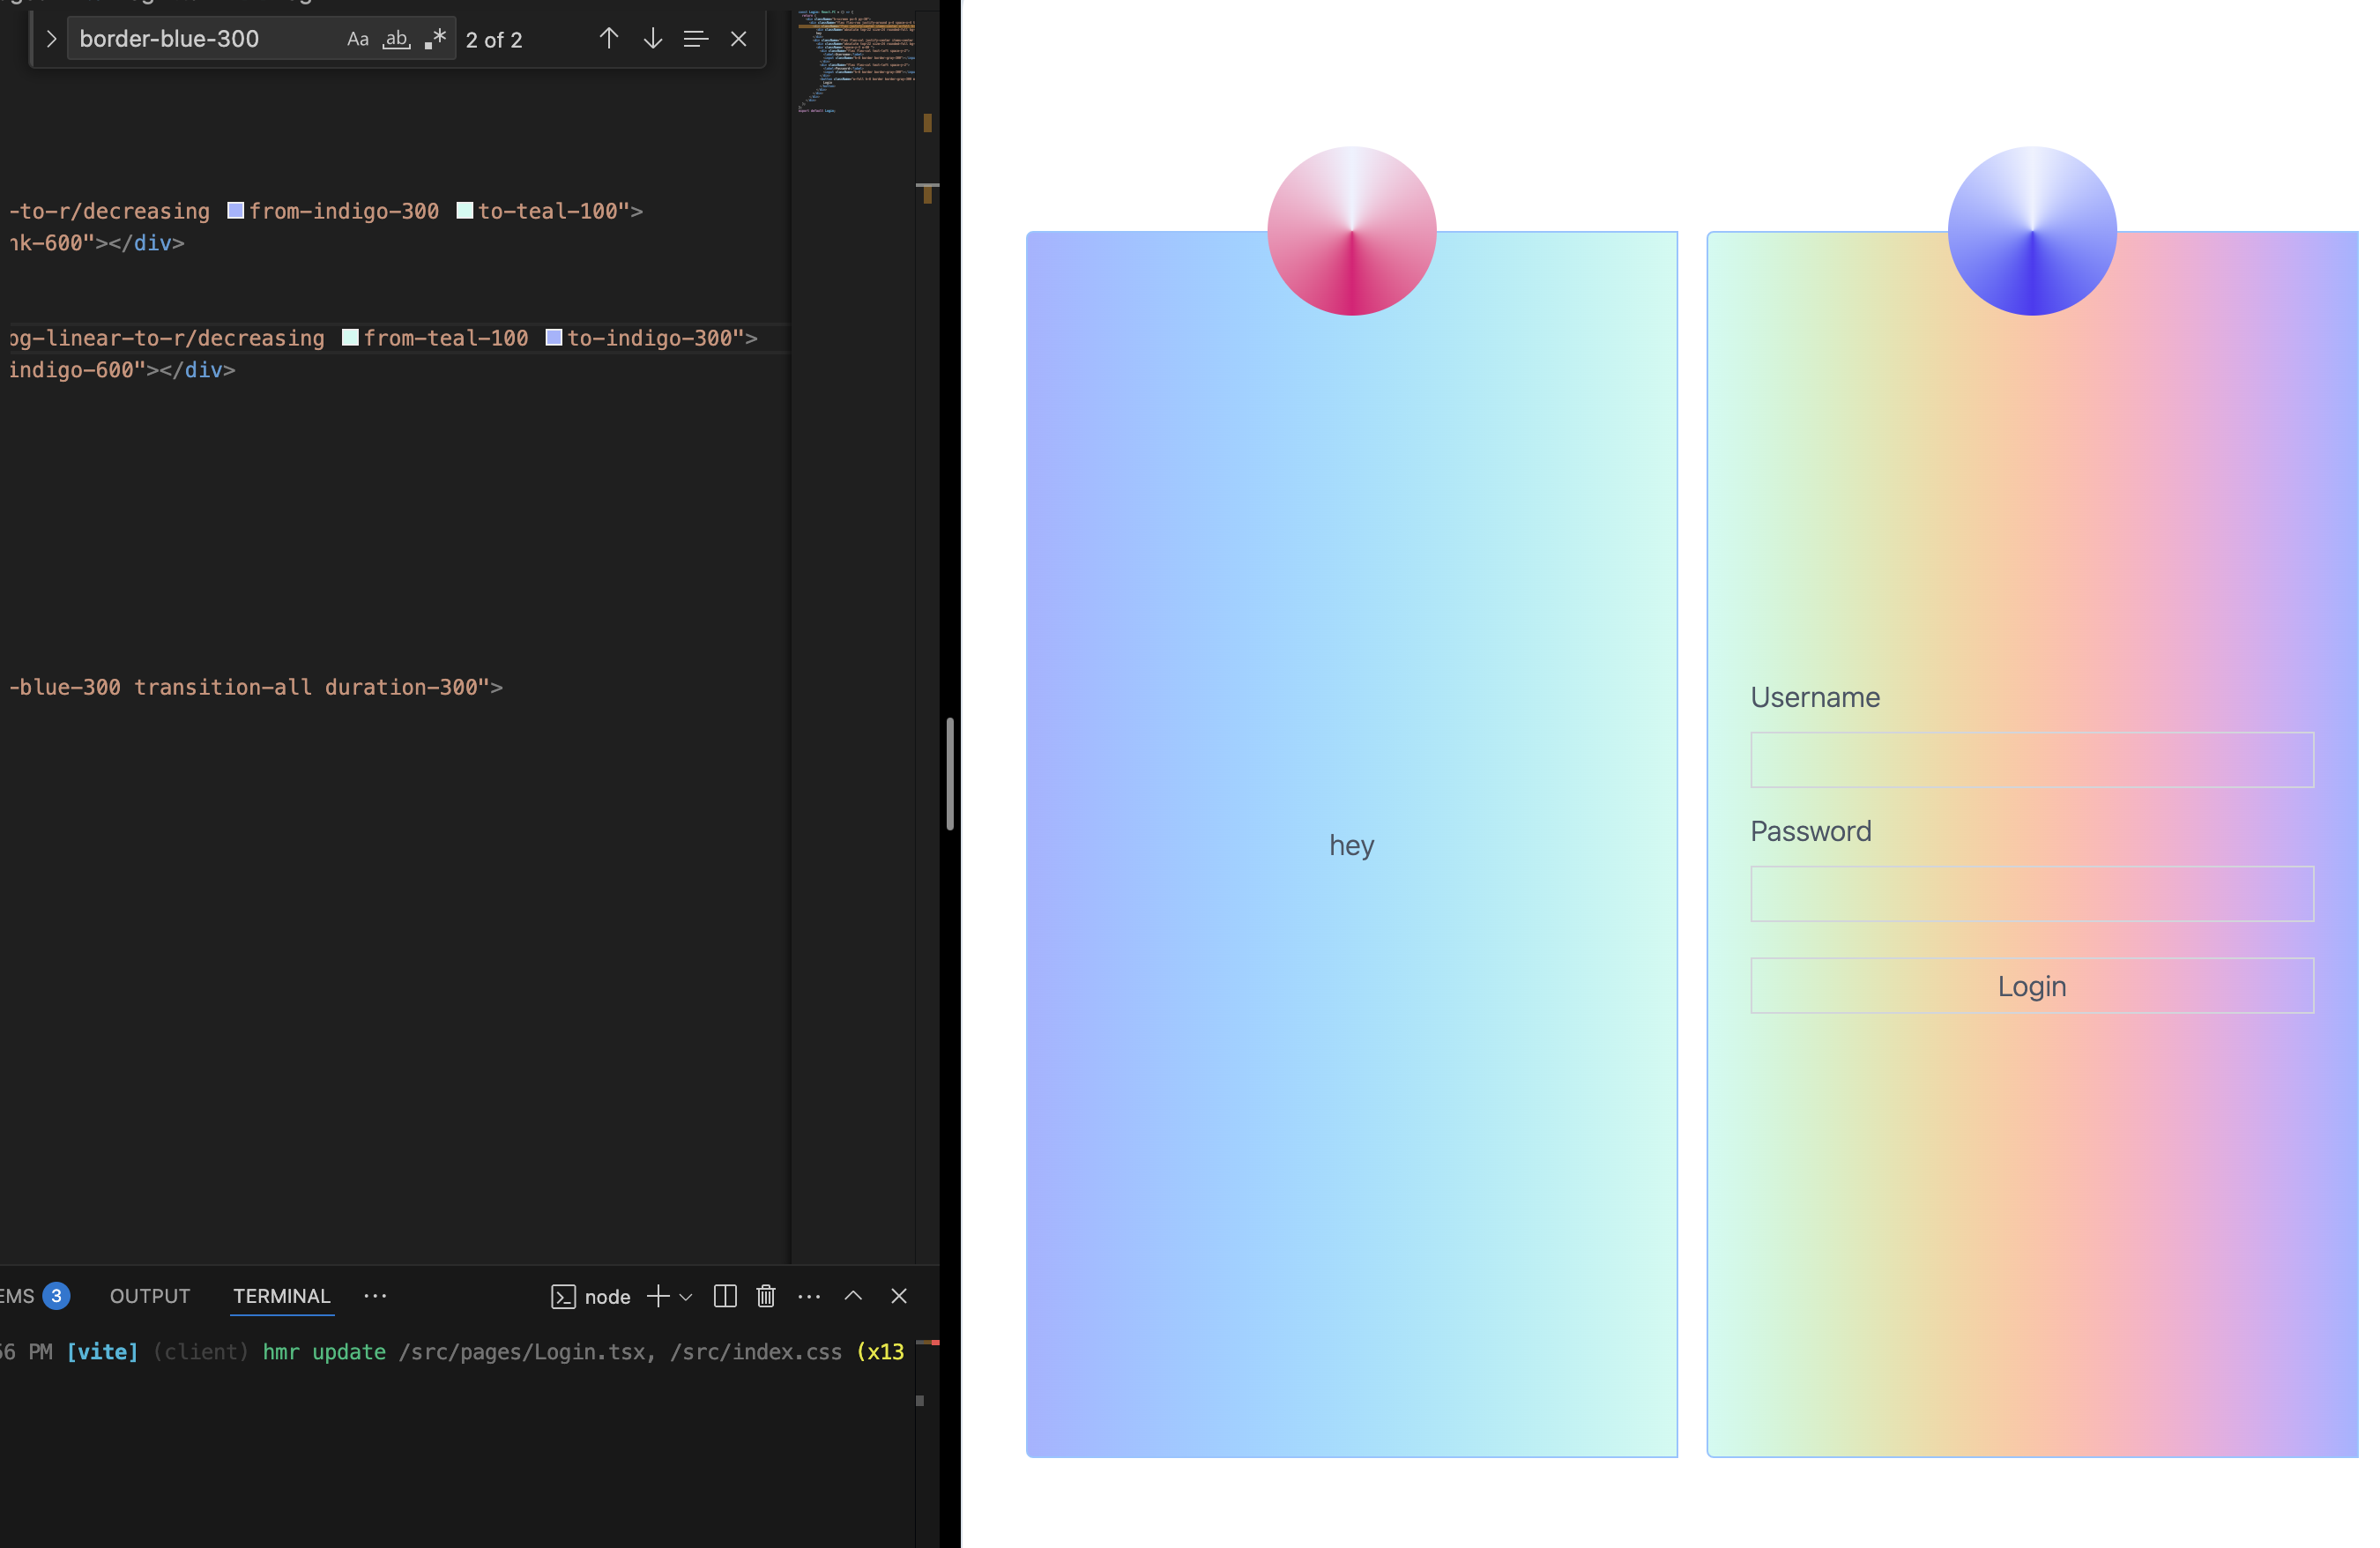 border-blue-300 Aa ab .* 2 of 2
-to-r/decreasing from-indigo-300 to-teal-100">
nk-600"></div>
bg-linear-to-r/decreasing from-teal-100 to-indigo-300">
indigo-600"></div>
-blue-300 transition-all duration-300">
EMS 3 OUTPUT TERMINAL ... node
56 PM [vite] (client) hmr update /src/pages/Login.tsx, /src/index.css (x13
hey
Username
Password
Login